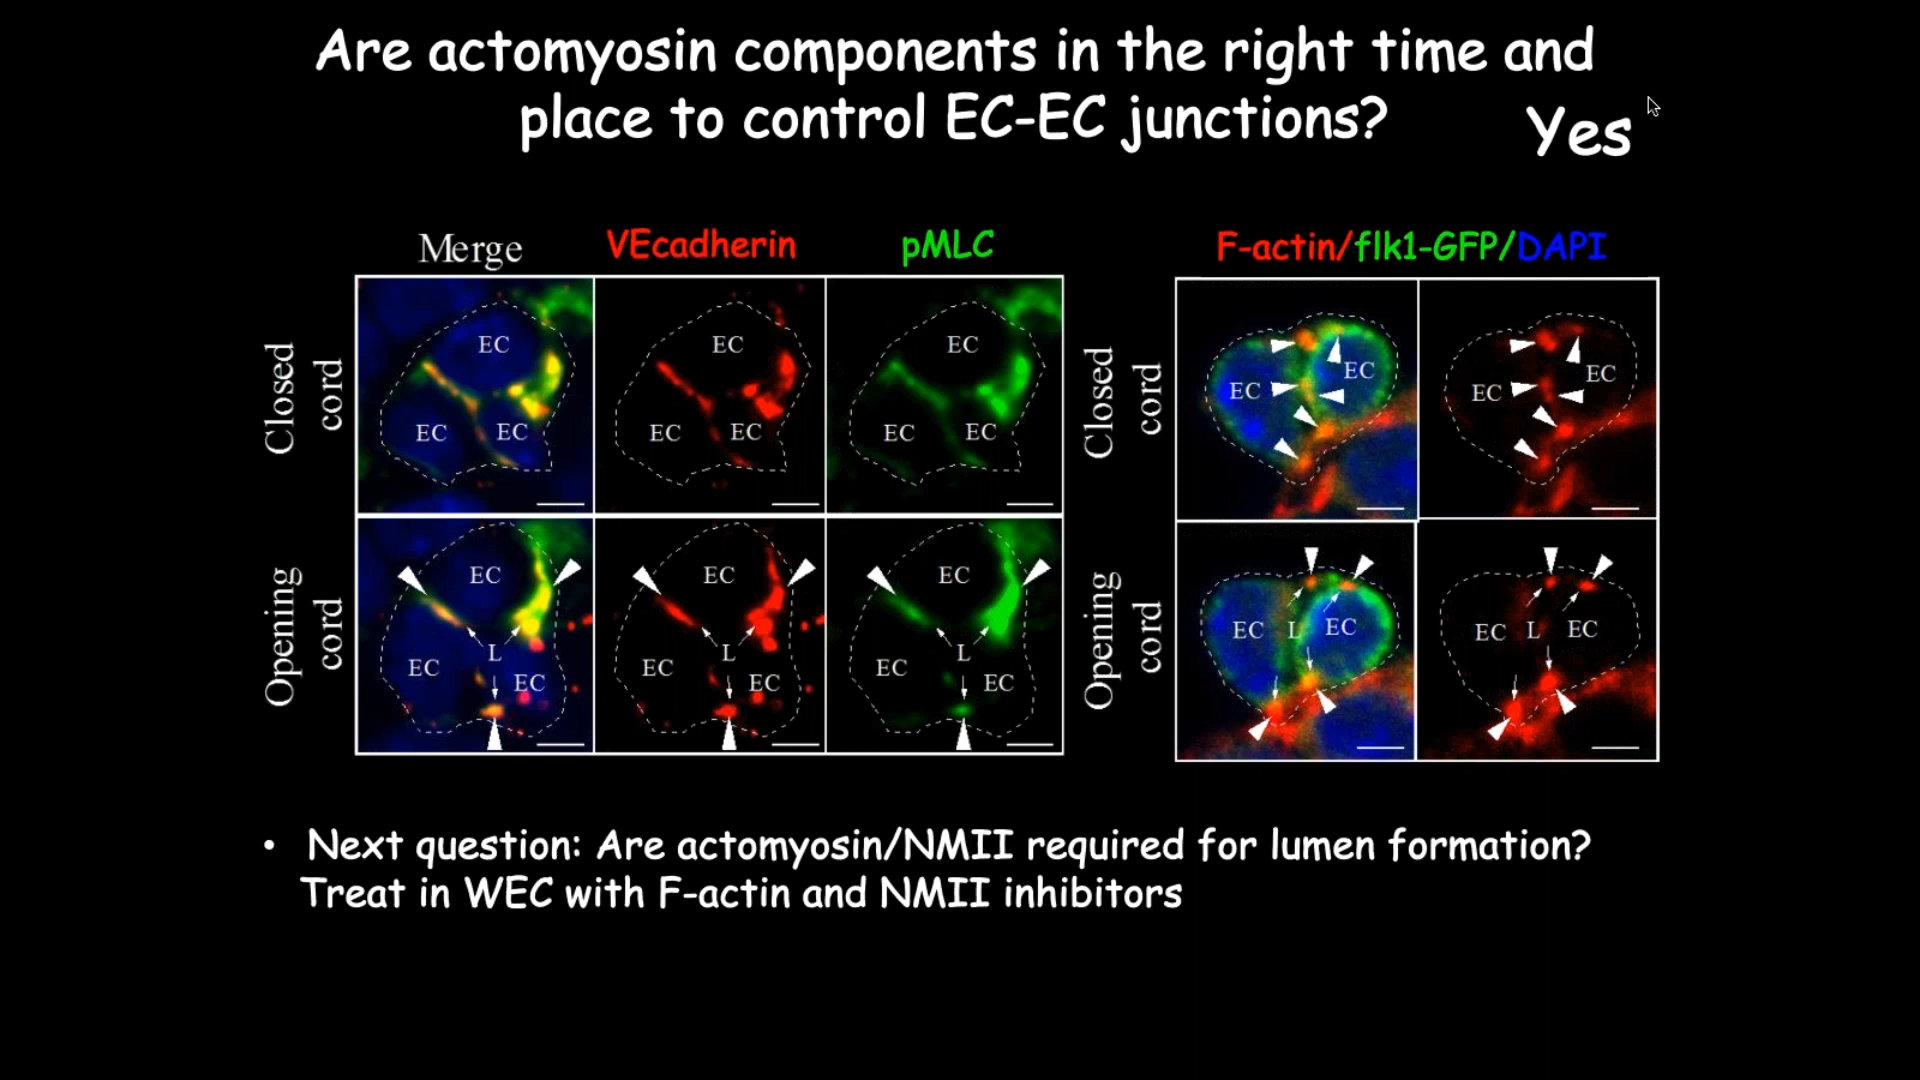 Are actomyosin components in the right time and
place to control EC-EC junctions?
Yes
Merge
VEcadherin
pMLC
F-actin/flk1-GFP/DAPI
Closed
cord
EC
EC
EC
EC
EC
EC
EC
EC
EC
Closed
cord
EC
EC
EC
EC
Opening
cord
EC
L
EC
EC
EC
L
EC
EC
EC
L
EC
EC
Opening
cord
EC
L
EC
EC
L
EC
• Next question: Are actomyosin/NMII required for lumen formation?
Treat in WEC with F-actin and NMII inhibitors